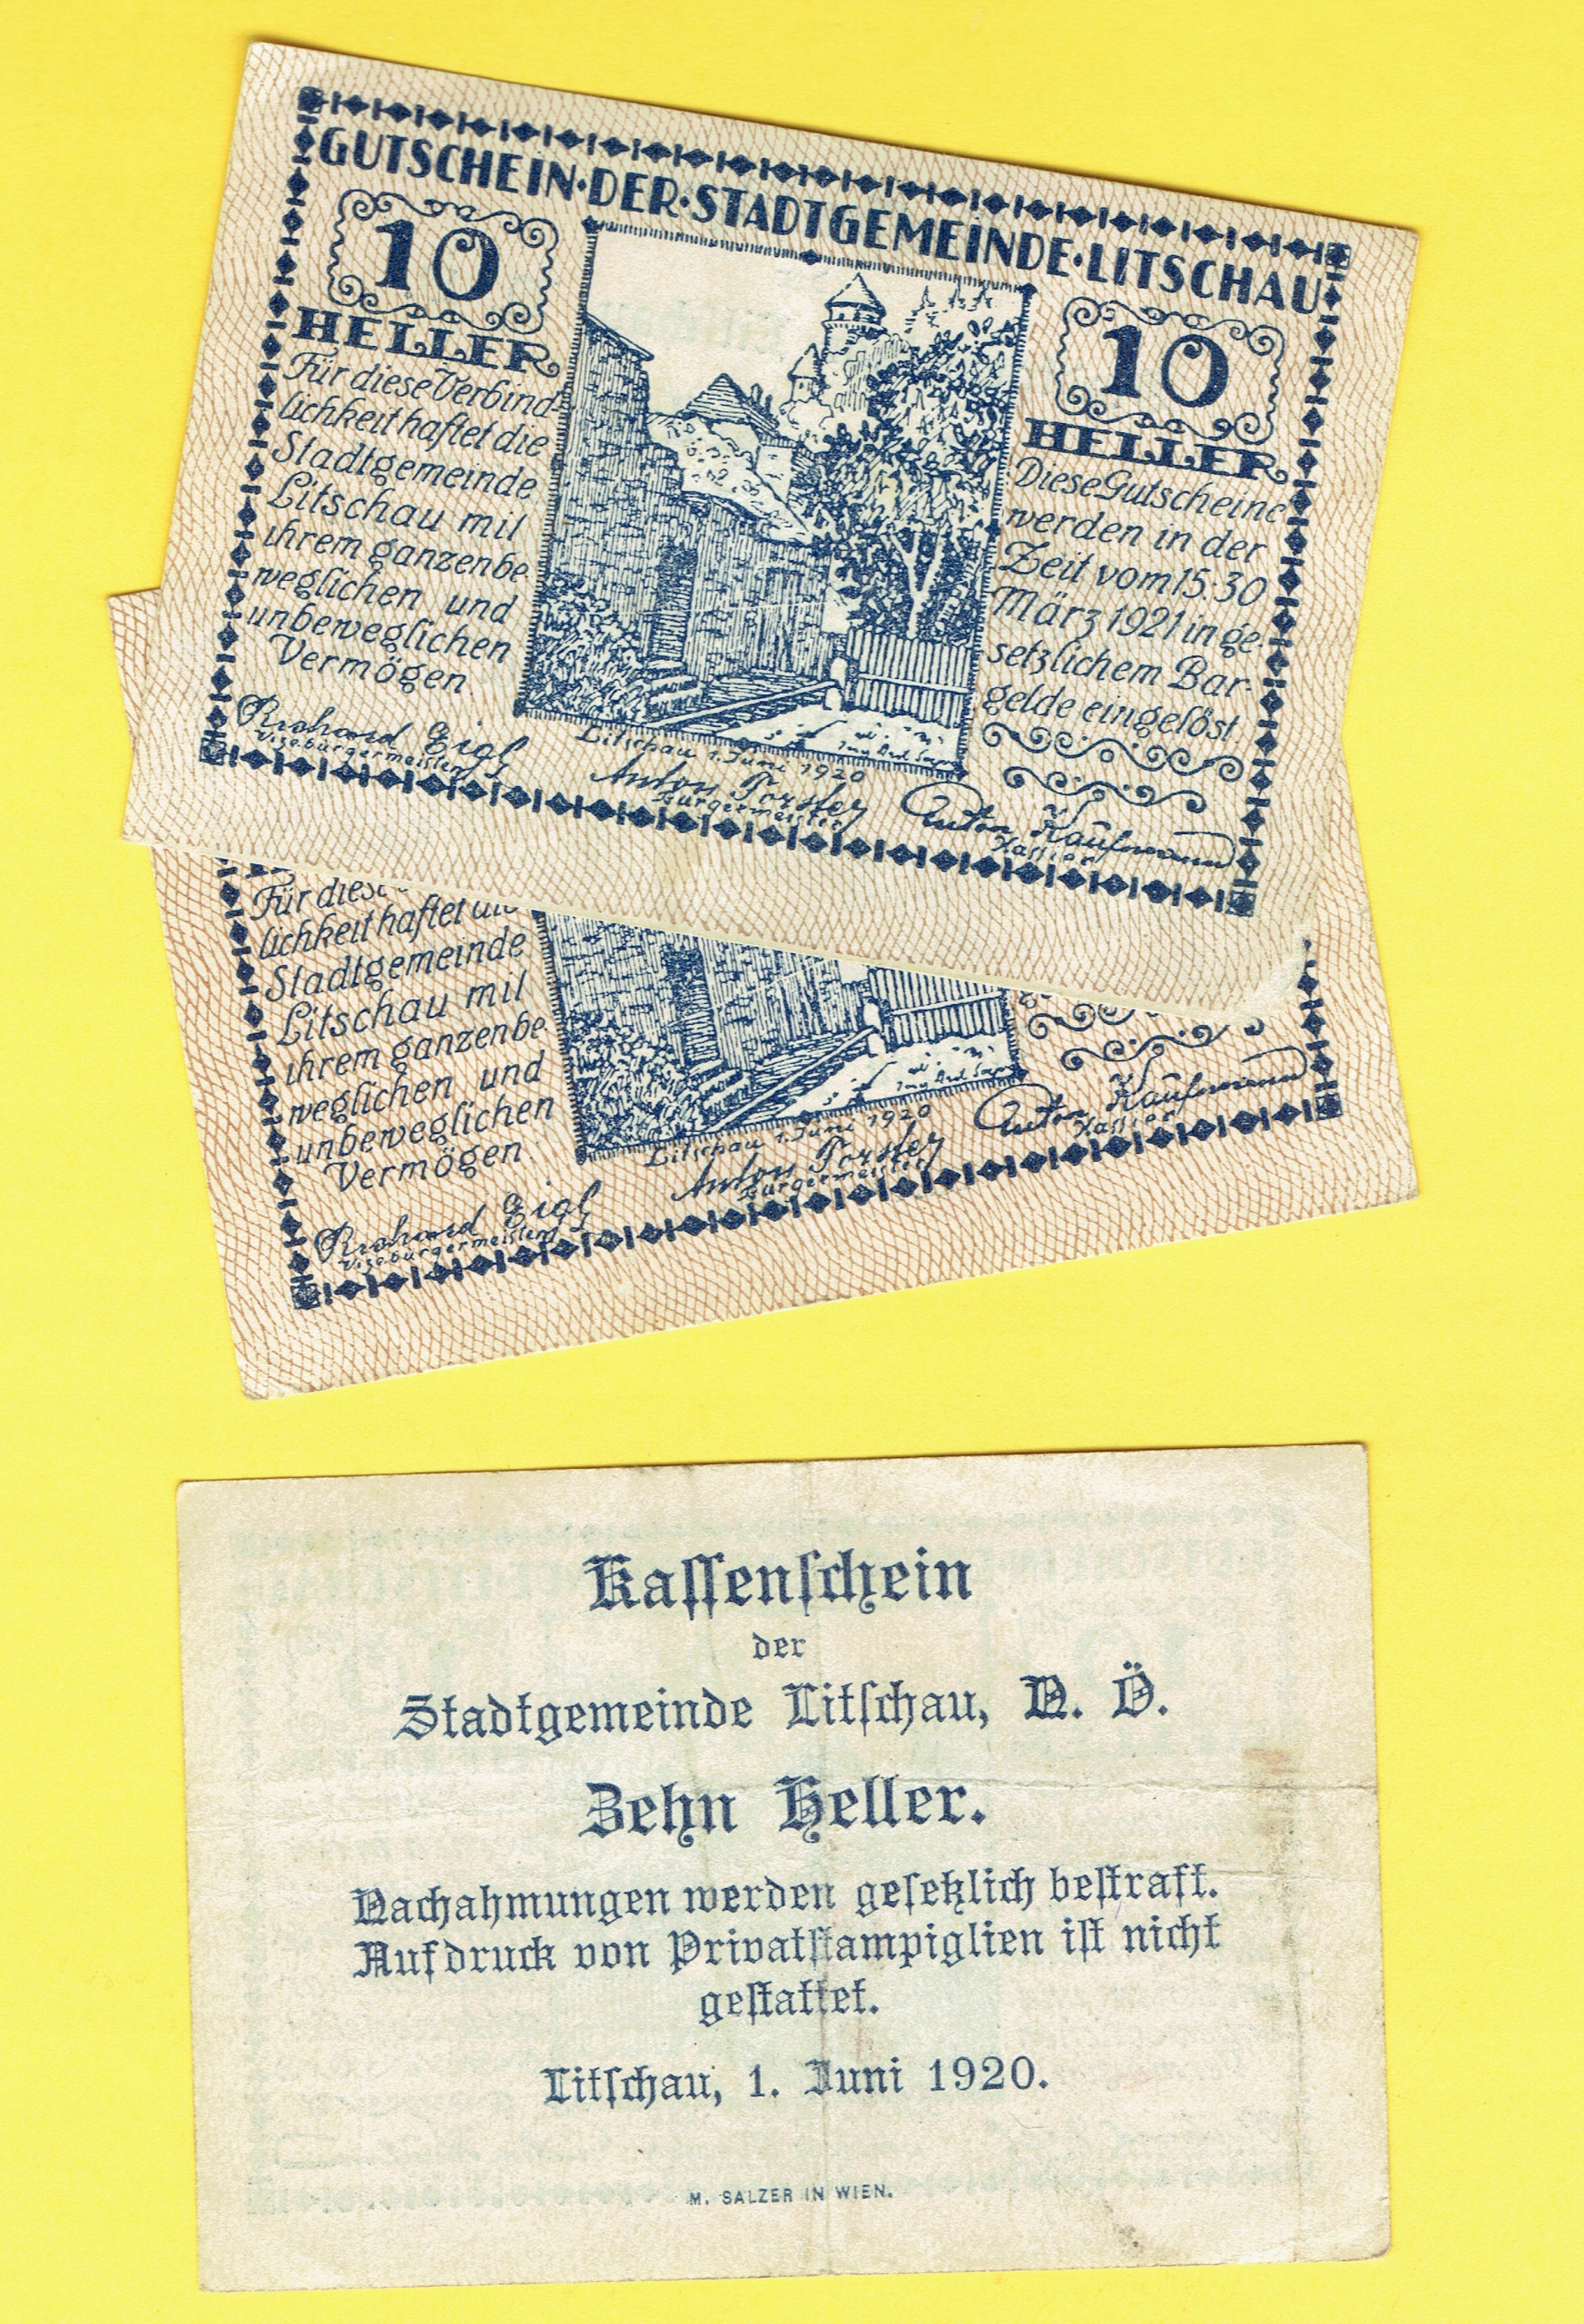 GUTSCHEIN·DER·STADTGEMEINDE·LITSCHAU
10
HELLER
Für diese Verbind-
lichkeit haftet die
Stadtgemeinde
Litschau mit
ihrem ganzen be-
weglichen und
unbeweglichen
Vermögen.
10
HELLER
Diese Gutscheine
werden in der
Zeit vom 15.30
März 1921 in ge-
setzlichem Bar-
gelde eingelöst.
Litschau 1. Juni 1920
Richard Eigl
Vizebürgermeister
Anton Forster
Bürgermeister
Anton Kaufmann
Kassier
Für diese
lichkeit haftet die
Stadtgemeinde
Litschau mit
ihrem ganzen be-
weglichen und
unbeweglichen
Vermögen.
Litschau 1. Juni 1920
Richard Eigl
Vizebürgermeister
Anton Forster
Bürgermeister
Anton Kaufmann
Kassier
Kassenschein
der
Stadtgemeinde Litschau, N. Ö.
Zehn Heller.
Nachahmungen werden gesetzlich bestraft.
Aufdruck von Privatstampiglien ist nicht
gestattet.
Litschau, 1. Juni 1920.
M. SALZER IN WIEN.